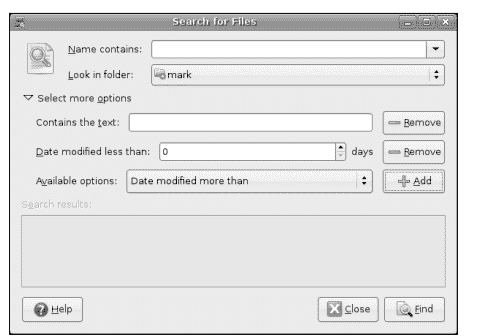 Search for Files
Name contains:
Look in folder: mark
Select more options
Contains the text: Remove
Date modified less than: 0 days Remove
Available options: Date modified more than Add
Search results:
Help Close Find